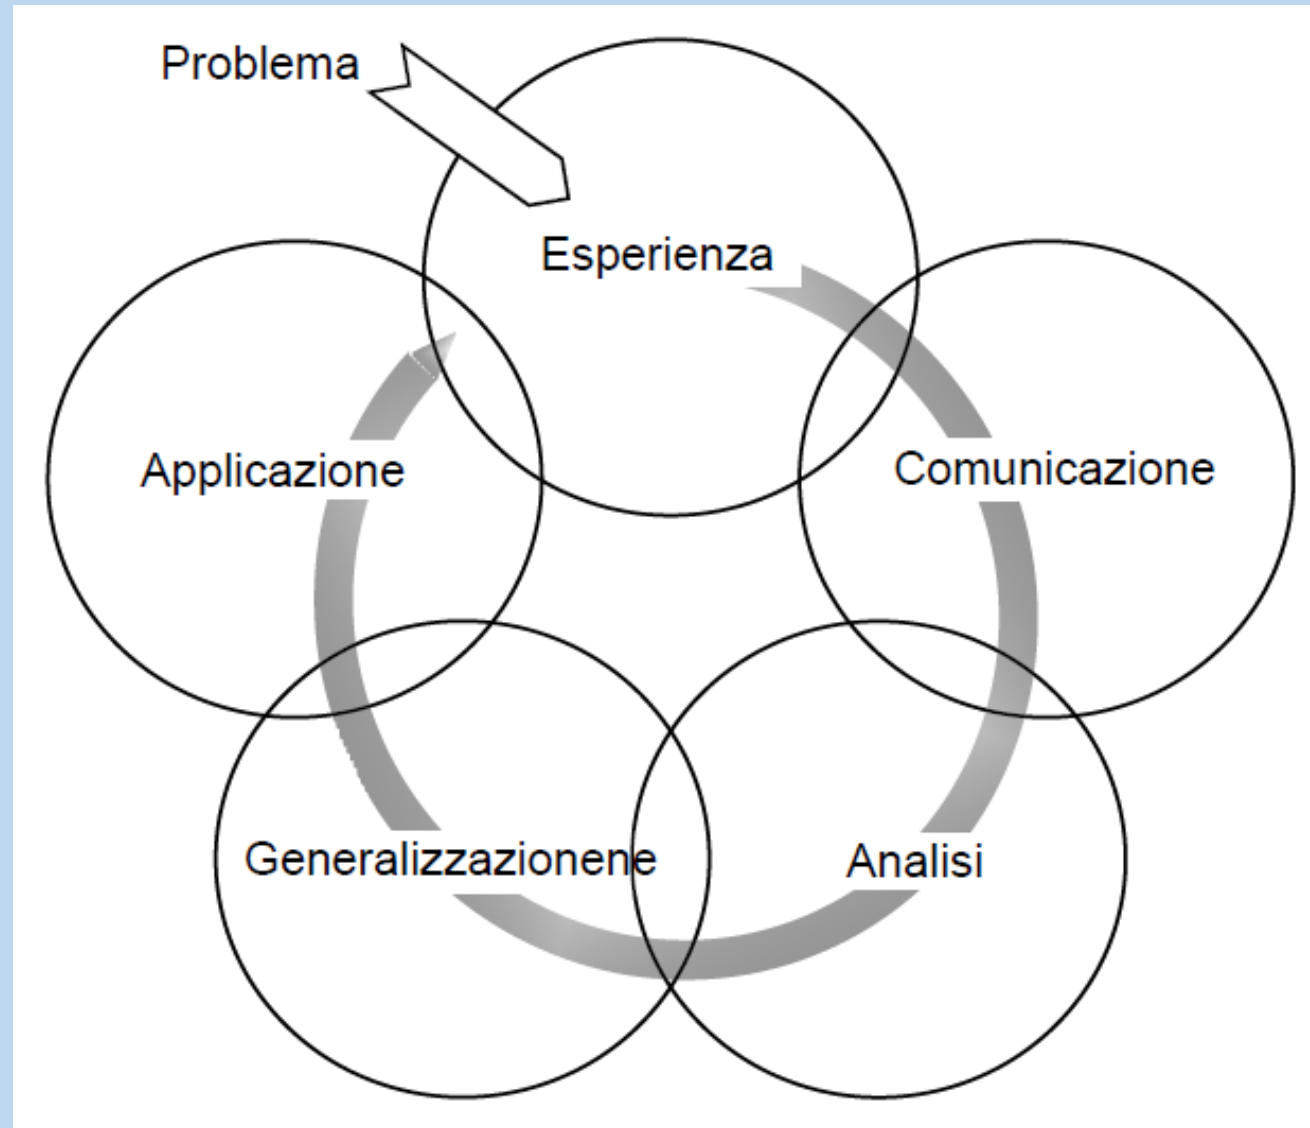 Problema
Esperienza
Applicazione
Comunicazione
Generalizzazionene
Analisi